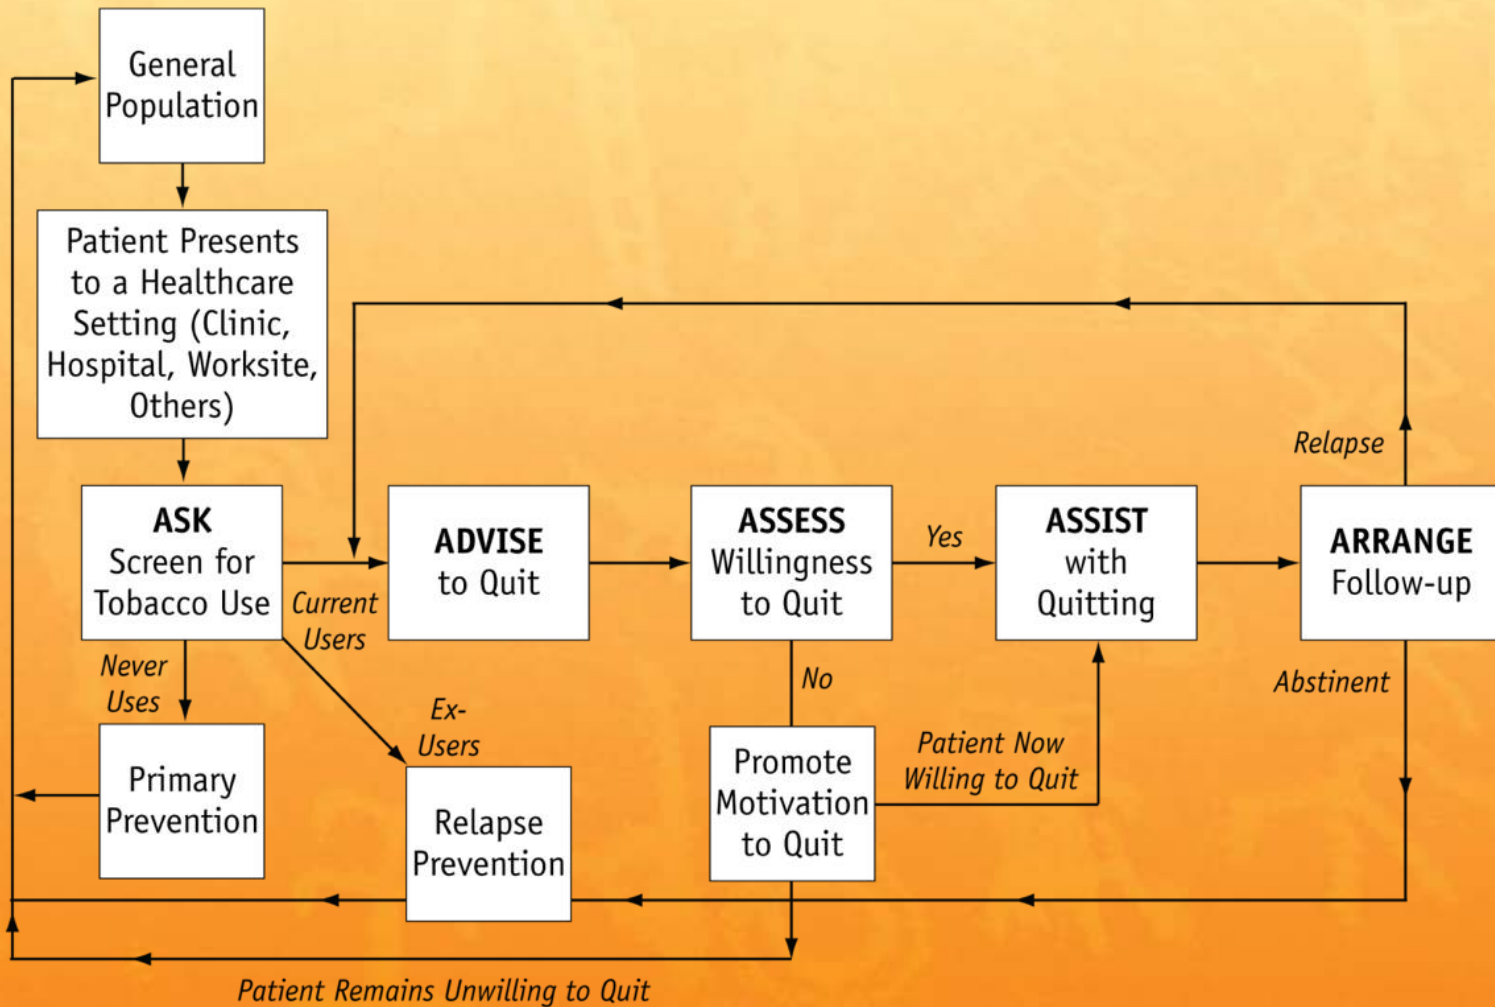 General
Population
Patient Presents
to a Healthcare
Setting (Clinic,
Hospital, Worksite,
Others)
Relapse
ASK
Screen for
Tobacco Use
Current
Users
ADVISE
to Quit
ASSESS
Willingness
to Quit
Yes
ASSIST
with
Quitting
ARRANGE
Follow-up
Never
Uses
Ex-
Users
No
Abstinent
Primary
Prevention
Relapse
Prevention
Promote
Motivation
to Quit
Patient Now
Willing to Quit
Patient Remains Unwilling to Quit